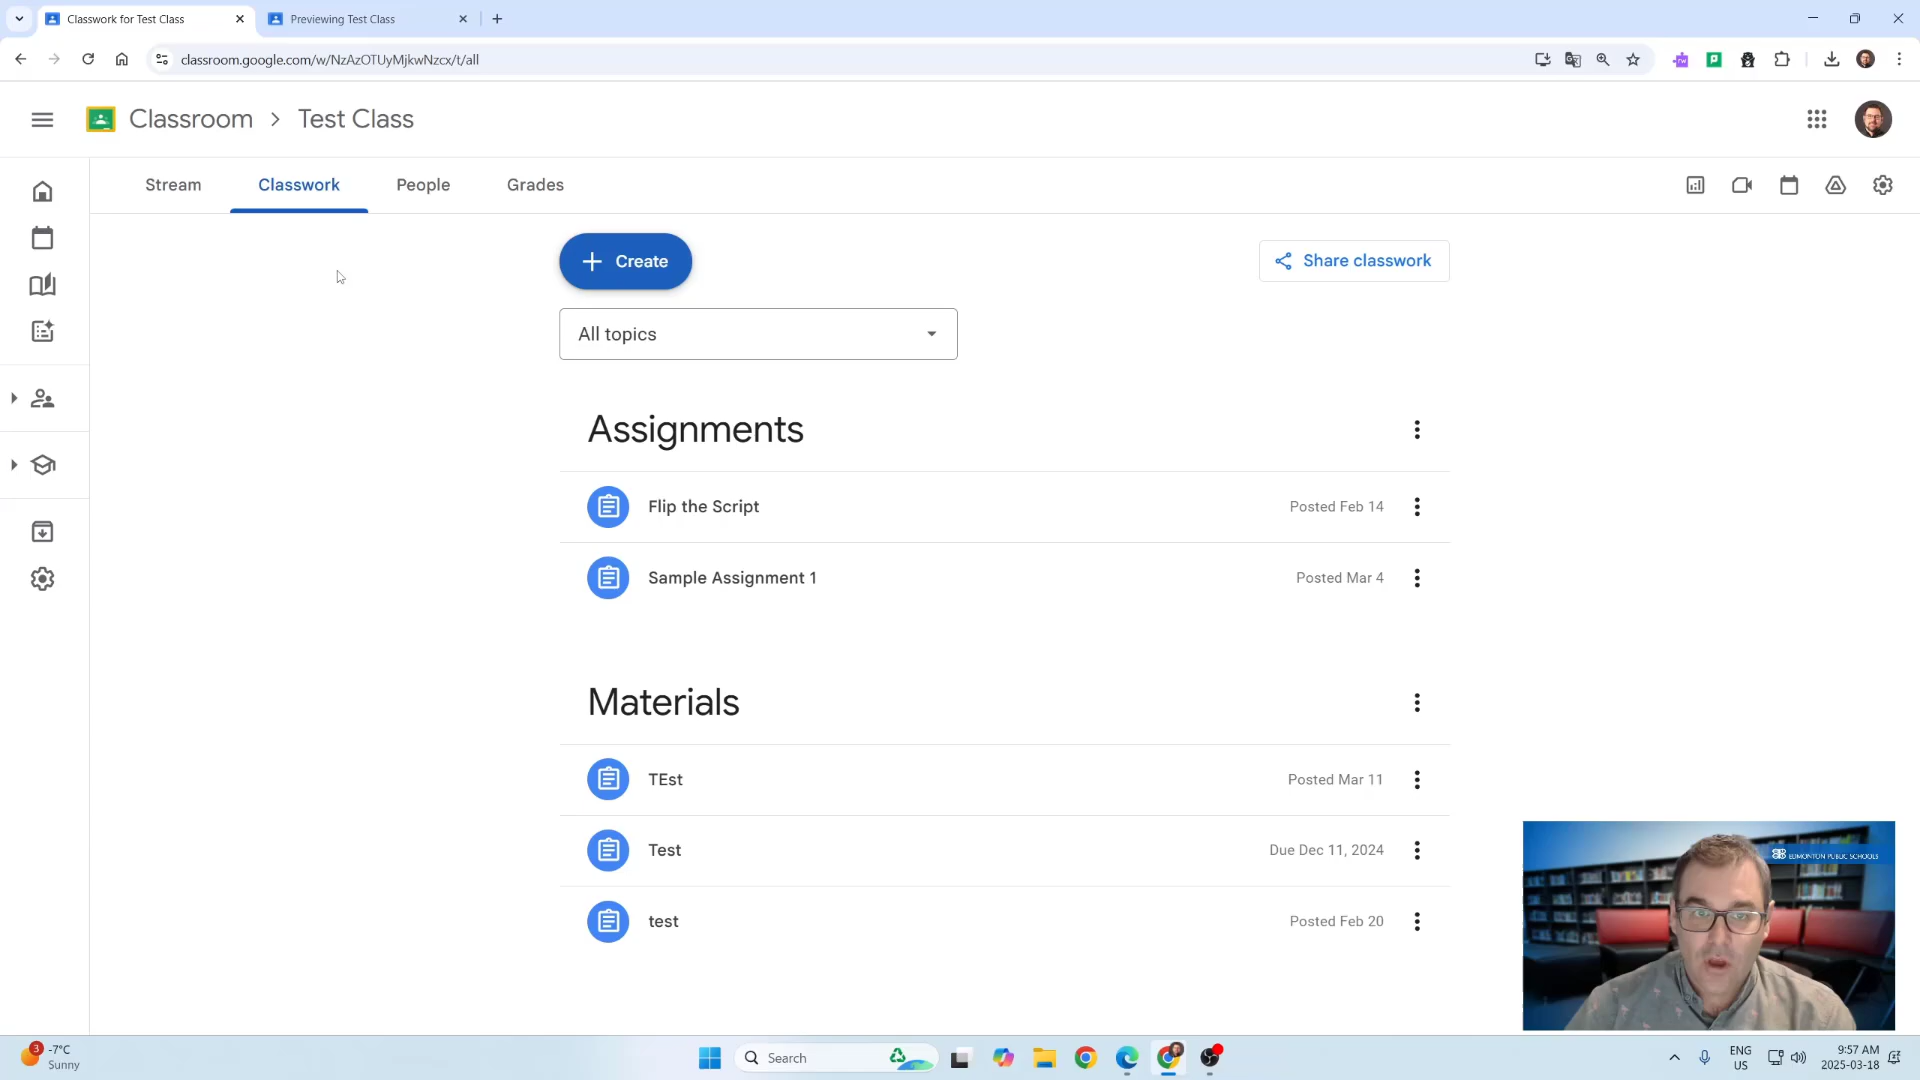 Classwork for Test Class
Previewing Test Class
classroom.google.com/w/NzAzOTUyMjkwNzcx/t/all
Classroom > Test Class
Stream
Classwork
People
Grades
+ Create
Share classwork
All topics
Assignments
Flip the Script
Posted Feb 14
Sample Assignment 1
Posted Mar 4
Materials
TEst
Posted Mar 11
Test
Due Dec 11, 2024
test
Posted Feb 20
EDMONTON PUBLIC SCHOOLS
3
-7°C
Sunny
Search
ENG
US
9:57 AM
2025-03-18